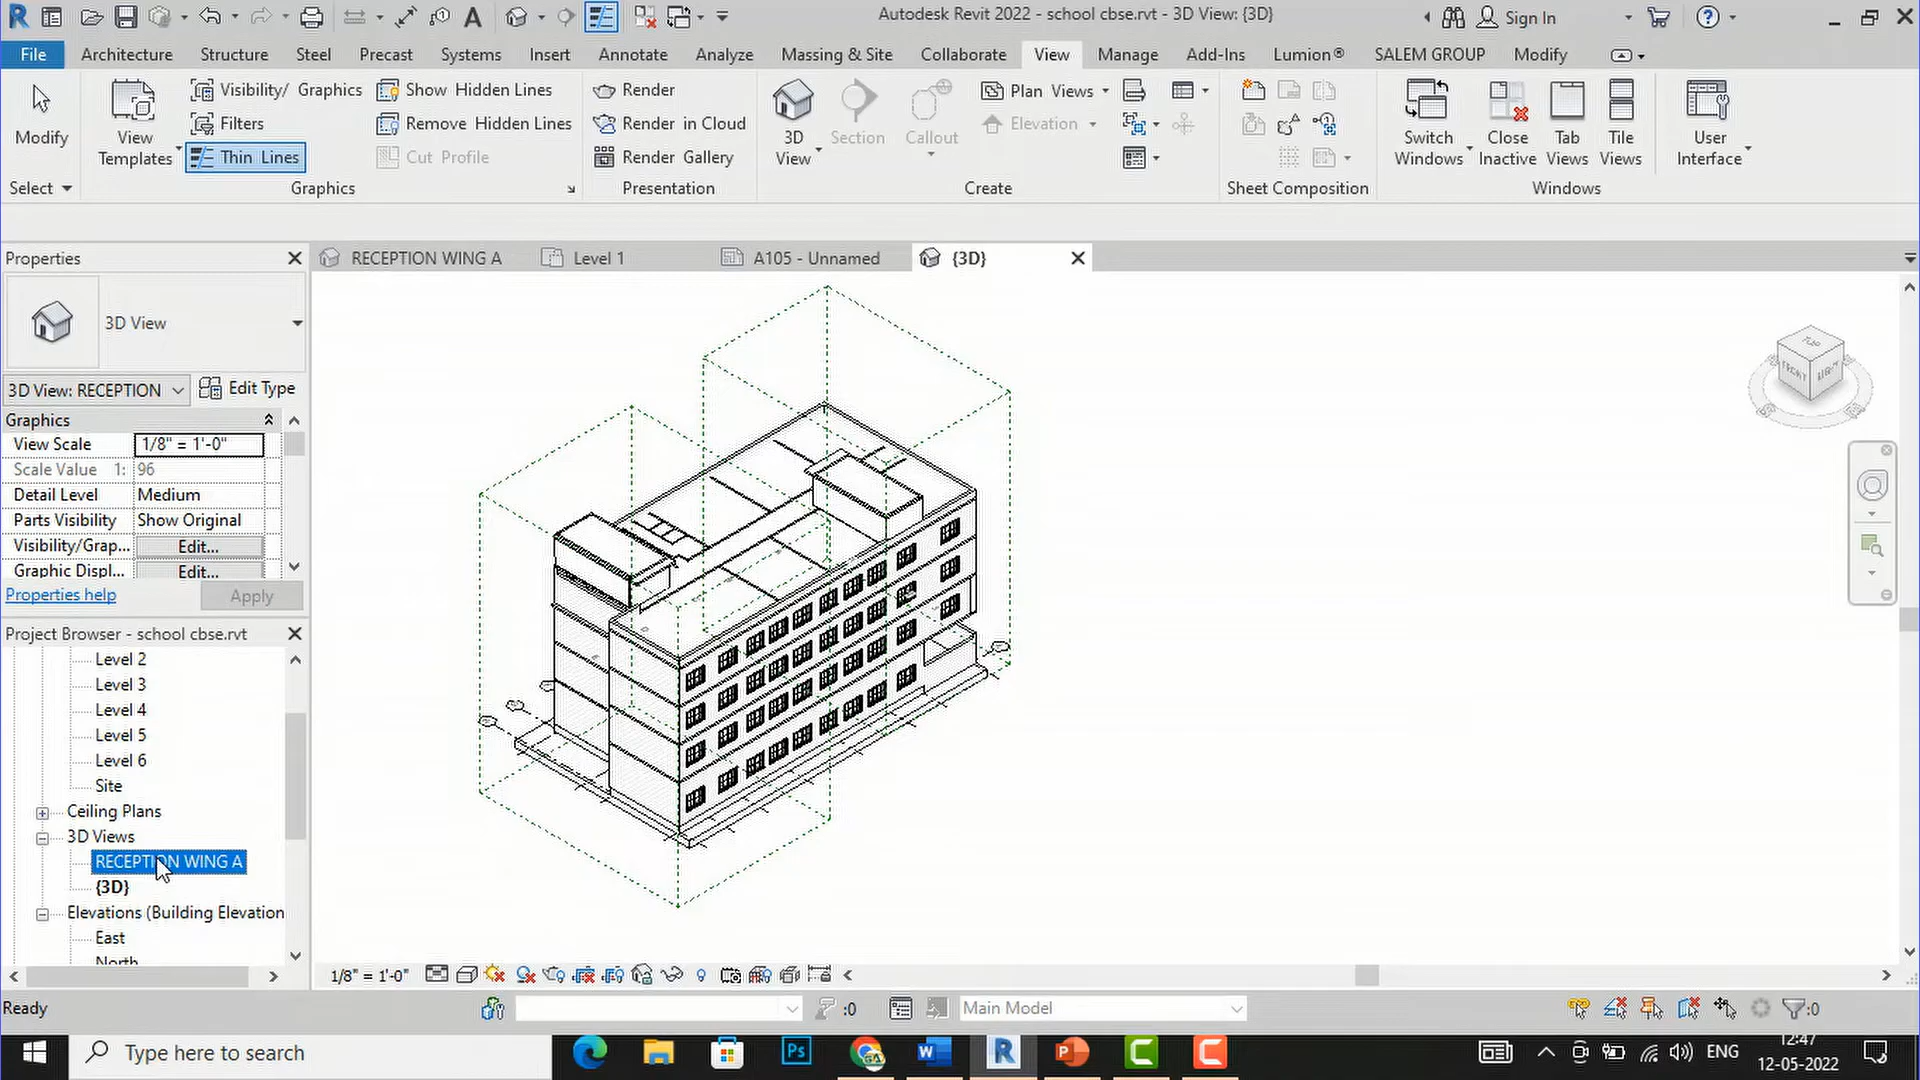 Autodesk Revit 2022 - school cbse.rvt - 3D View: {3D}
Sign In
File Architecture Structure Steel Precast Systems Insert Annotate Analyze Massing & Site Collaborate View Manage Add-Ins Lumion® SALEM GROUP Modify
Modify
View Templates
Visibility/ Graphics
Filters
Thin Lines
Show Hidden Lines
Remove Hidden Lines
Cut Profile
Render
Render in Cloud
Render Gallery
3D View
Section
Callout
Plan Views
Elevation
Switch Windows
Close Inactive
Tab Views
Tile Views
User Interface
Select
Graphics
Presentation
Create
Sheet Composition
Windows
Properties
RECEPTION WING A
Level 1
A105 - Unnamed
{3D}
3D View
3D View: RECEPTION
Edit Type
Graphics
View Scale 1/8" = 1'-0"
Scale Value 1: 96
Detail Level Medium
Parts Visibility Show Original
Visibility/Grap... Edit...
Graphic Displ... Edit...
Properties help
Apply
TOP
FRONT
RIGHT
Project Browser - school cbse.rvt
Level 2
Level 3
Level 4
Level 5
Level 6
Site
Ceiling Plans
3D Views
RECEPTION WING A
{3D}
Elevations (Building Elevation
East
North
1/8" = 1'-0"
Ready
:0
Main Model
:0
Type here to search
Ps
ENG
12:47
12-05-2022